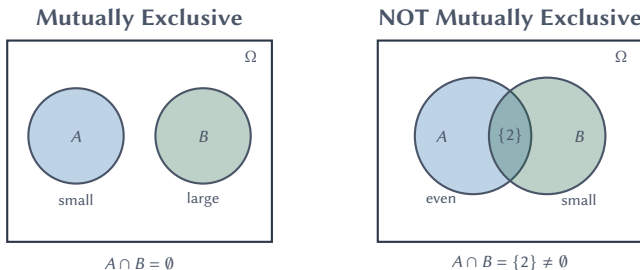 Mutually Exclusive
Ω
A
B
small
large
A ∩ B = ∅
NOT Mutually Exclusive
Ω
A
{2}
B
even
small
A ∩ B = {2} ≠ ∅